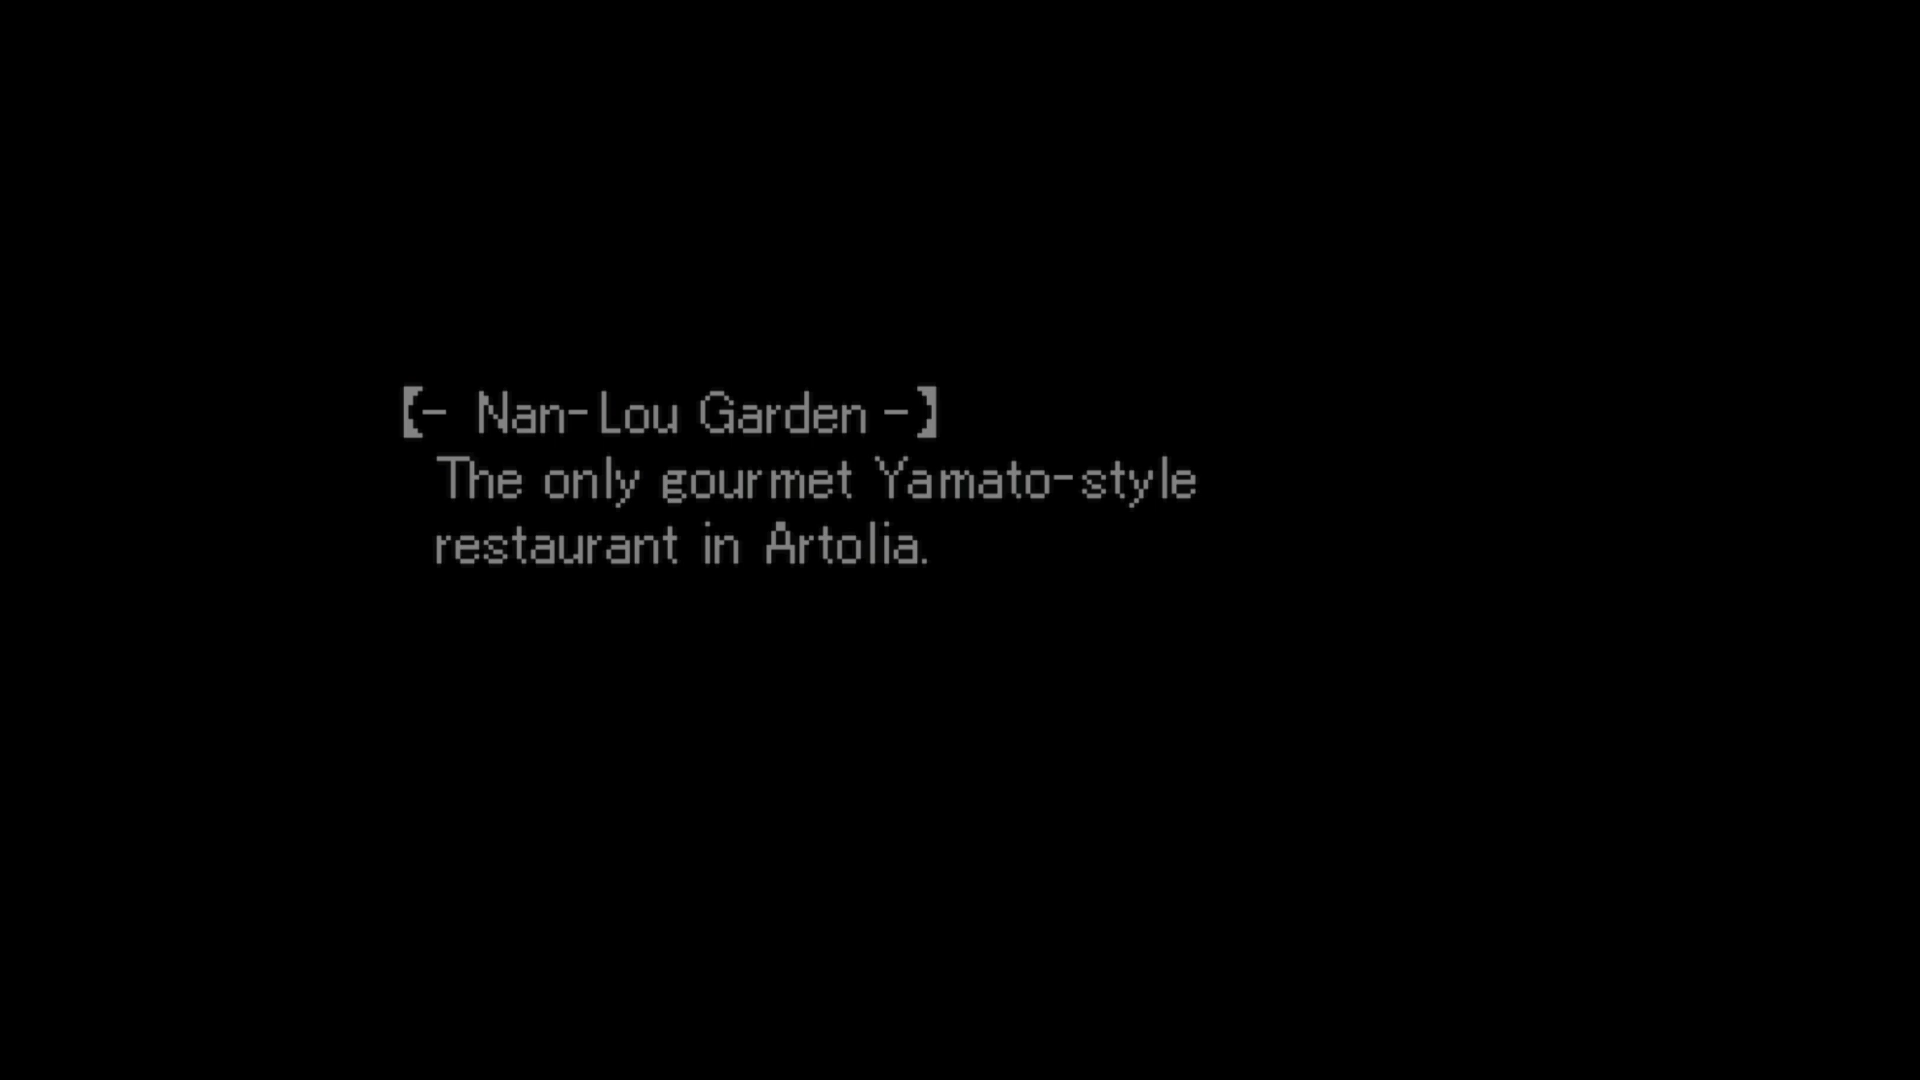 【- Nan-Lou Garden -】
The only gourmet Yamato-style
restaurant in Artolia.